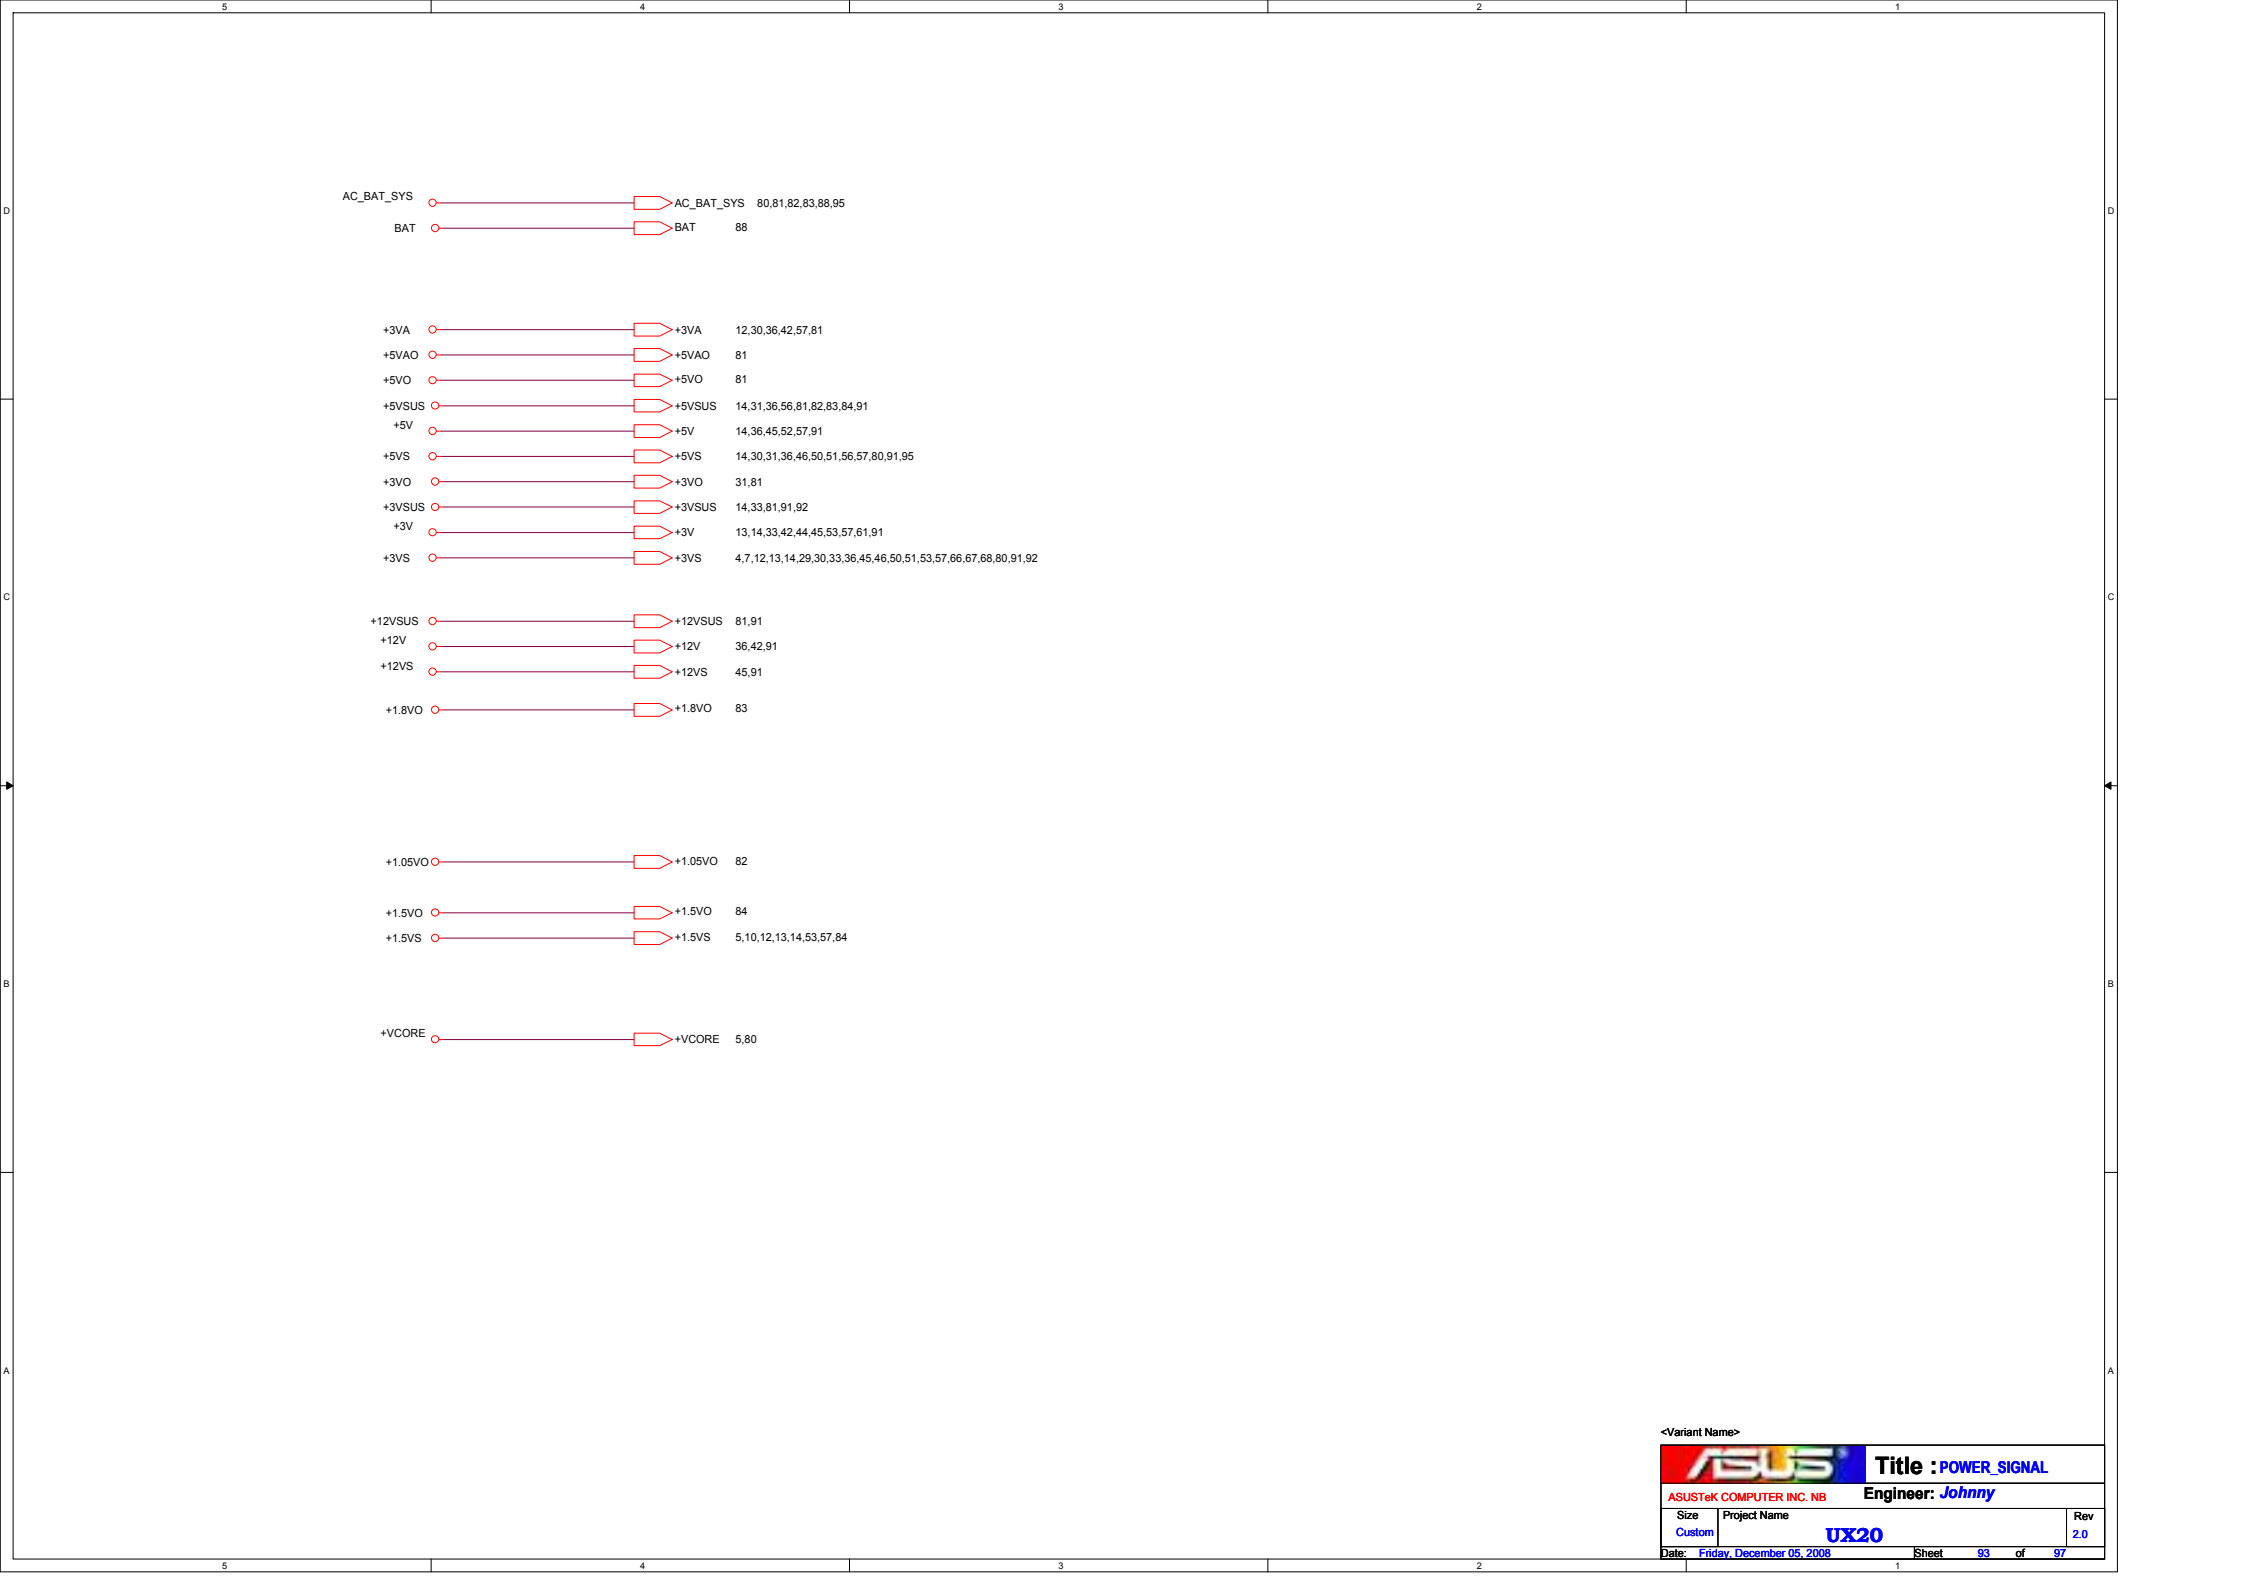 5 4 3 2 1
AC_BAT_SYS AC_BAT_SYS 80,81,82,83,88,95
D D
BAT BAT 88
+3VA +3VA 12,30,36,42,57,81
+5VAO +5VAO 81
+5VO +5VO 81
+5VSUS +5VSUS 14,31,36,56,81,82,83,84,91
+5V +5V 14,36,45,52,57,91
+5VS +5VS 14,30,31,36,46,50,51,56,57,80,91,95
+3VO +3VO 31,81
+3VSUS +3VSUS 14,33,81,91,92
+3V +3V 13,14,33,42,44,45,53,57,61,91
+3VS +3VS 4,7,12,13,14,29,30,33,36,45,46,50,51,53,57,66,67,68,80,91,92
C C
+12VSUS +12VSUS 81,91
+12V +12V 36,42,91
+12VS +12VS 45,91
+1.8VO +1.8VO 83
+1.05VO +1.05VO 82
+1.5VO +1.5VO 84
+1.5VS +1.5VS 5,10,12,13,14,53,57,84
B B
+VCORE +VCORE 5,80
A A
<Variant Name>
ASUS® Title : POWER_SIGNAL
ASUSTeK COMPUTER INC. NB Engineer: Johnny
Size Project Name Rev
Custom UX20 2.0
Date: Friday, December 05, 2008 Sheet 93 of 97
5 4 3 2 1